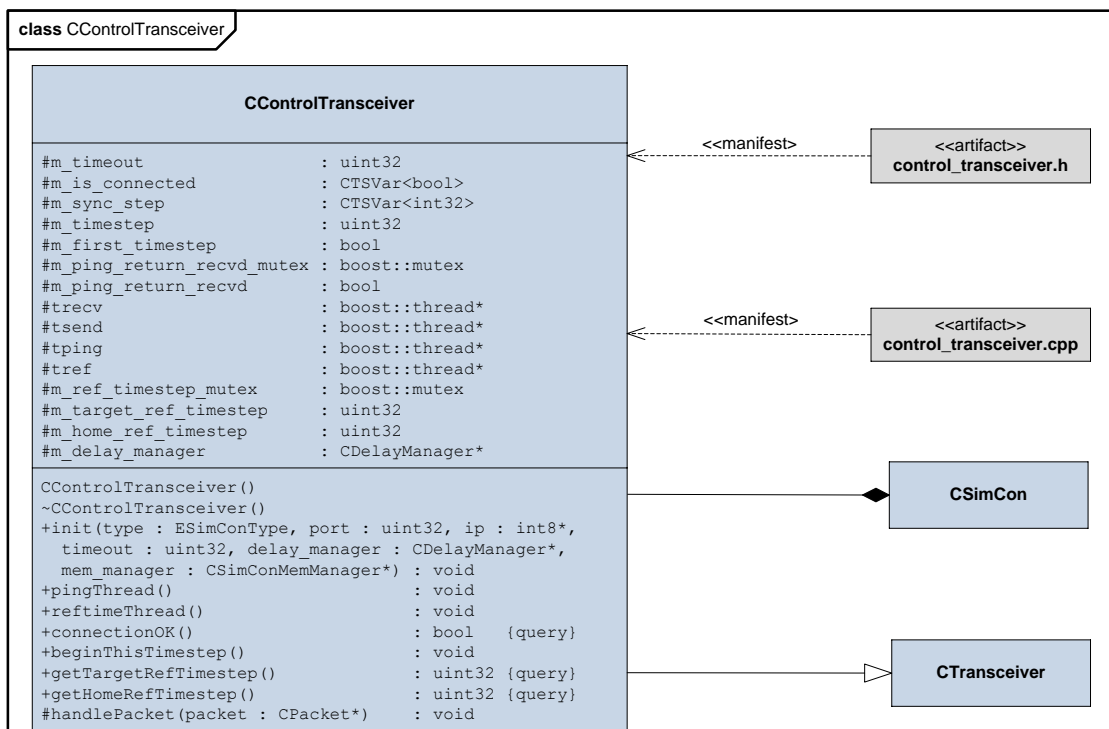 class CControlTransceiver
CControlTransceiver
#m_timeout : uint32
#m_is_connected : CTSVar<bool>
#m_sync_step : CTSVar<int32>
#m_timestep : uint32
#m_first_timestep : bool
#m_ping_return_recvd_mutex : boost::mutex
#m_ping_return_recvd : bool
#trecv : boost::thread*
#tsend : boost::thread*
#tping : boost::thread*
#tref : boost::thread*
#m_ref_timestep_mutex : boost::mutex
#m_target_ref_timestep : uint32
#m_home_ref_timestep : uint32
#m_delay_manager : CDelayManager*
CControlTransceiver()
~CControlTransceiver()
+init(type : ESimConType, port : uint32, ip : int8*,
timeout : uint32, delay_manager : CDelayManager*,
mem_manager : CSimConMemManager*) : void
+pingThread() : void
+reftimeThread() : void
+connectionOK() : bool {query}
+beginThisTimestep() : void
+getTargetRefTimestep() : uint32 {query}
+getHomeRefTimestep() : uint32 {query}
#handlePacket(packet : CPacket*) : void
<<manifest>
<<artifact>>
control_transceiver.h
<<manifest>
<<artifact>>
control_transceiver.cpp
CSimCon
CTransceiver